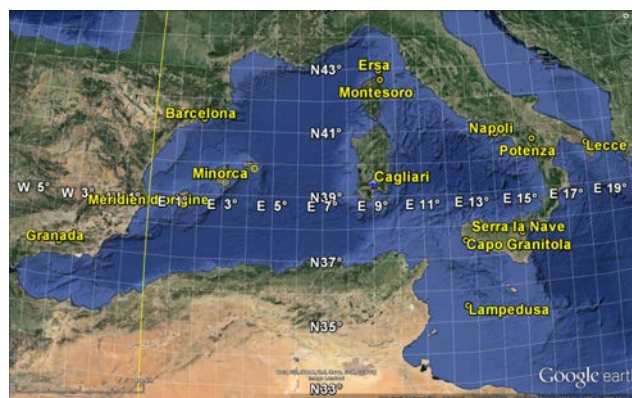 N43°
Ersa
Montesoro
Barcelona
N41°
Napoli
Potenza
Lecce
Minorca
Cagliari
W 5°
W 3°
Meridien d'origine
E 1°
E 3°
E 5°
E 7°
N39°
E 9°
E 11°
E 13°
E 15°
E 17°
E 19°
Granada
Serra la Nave
Capo Granitola
N37°
Lampedusa
N35°
Google earth
N33°